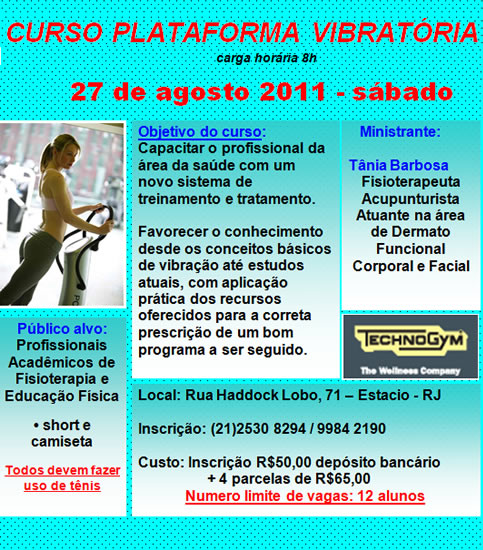 CURSO PLATAFORMA VIBRATÓRIA
carga horária 8h
27 de agosto 2011 - sábado
Objetivo do curso:
Capacitar o profissional da
área da saúde com um
novo sistema de
treinamento e tratamento.
Favorecer o conhecimento
desde os conceitos básicos
de vibração até estudos
atuais, com aplicação
prática dos recursos
oferecidos para a correta
prescrição de um bom
programa a ser seguido.
Ministrante:
Tânia Barbosa
Fisioterapeuta
Acupunturista
Atuante na área
de Dermato
Funcional
Corporal e Facial
TECHNOGYM
The Wellness Company
Público alvo:
Profissionais
Acadêmicos de
Fisioterapia e
Educação Física
• short e
camiseta
Todos devem fazer
uso de tênis
Local: Rua Haddock Lobo, 71 – Estacio - RJ
Inscrição: (21)2530 8294 / 9984 2190
Custo: Inscrição R$50,00 depósito bancário
+ 4 parcelas de R$65,00
Numero limite de vagas: 12 alunos